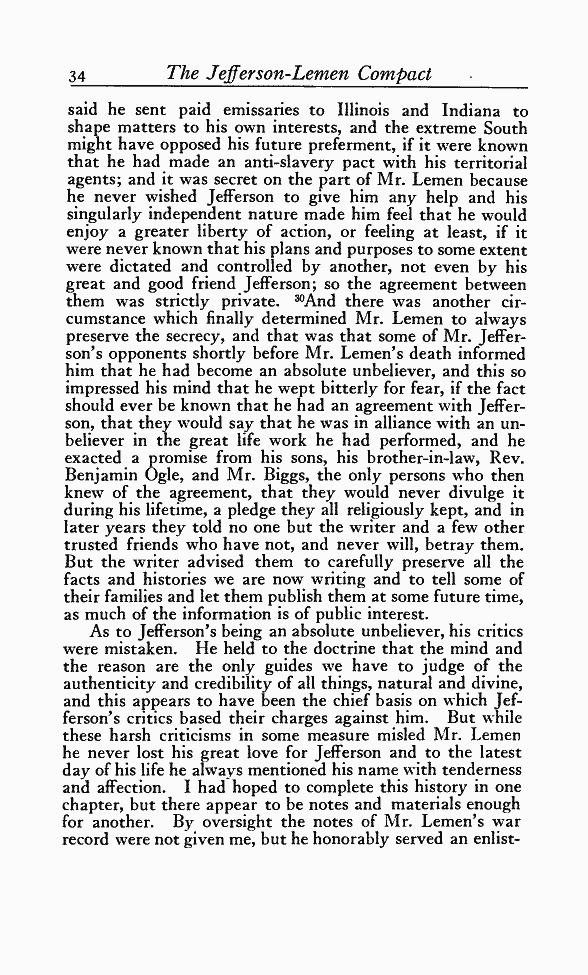 34 The Jefferson-Lemen Compact
said he sent paid emissaries to Illinois and Indiana to
shape matters to his own interests, and the extreme South
might have opposed his future preferment, if it were known
that he had made an anti-slavery pact with his territorial
agents; and it was secret on the part of Mr. Lemen because
he never wished Jefferson to give him any help and his
singularly independent nature made him feel that he would
enjoy a greater liberty of action, or feeling at least, if it
were never known that his plans and purposes to some extent
were dictated and controlled by another, not even by his
great and good friend Jefferson; so the agreement between
them was strictly private. ³⁰And there was another cir-
cumstance which finally determined Mr. Lemen to always
preserve the secrecy, and that was that some of Mr. Jeffer-
son's opponents shortly before Mr. Lemen's death informed
him that he had become an absolute unbeliever, and this so
impressed his mind that he wept bitterly for fear, if the fact
should ever be known that he had an agreement with Jeffer-
son, that they would say that he was in alliance with an un-
believer in the great life work he had performed, and he
exacted a promise from his sons, his brother-in-law, Rev.
Benjamin Ogle, and Mr. Biggs, the only persons who then
knew of the agreement, that they would never divulge it
during his lifetime, a pledge they all religiously kept, and in
later years they told no one but the writer and a few other
trusted friends who have not, and never will, betray them.
But the writer advised them to carefully preserve all the
facts and histories we are now writing and to tell some of
their families and let them publish them at some future time,
as much of the information is of public interest.
As to Jefferson's being an absolute unbeliever, his critics
were mistaken. He held to the doctrine that the mind and
the reason are the only guides we have to judge of the
authenticity and credibility of all things, natural and divine,
and this appears to have been the chief basis on which Jef-
ferson's critics based their charges against him. But while
these harsh criticisms in some measure misled Mr. Lemen
he never lost his great love for Jefferson and to the latest
day of his life he always mentioned his name with tenderness
and affection. I had hoped to complete this history in one
chapter, but there appear to be notes and materials enough
for another. By oversight the notes of Mr. Lemen's war
record were not given me, but he honorably served an enlist-